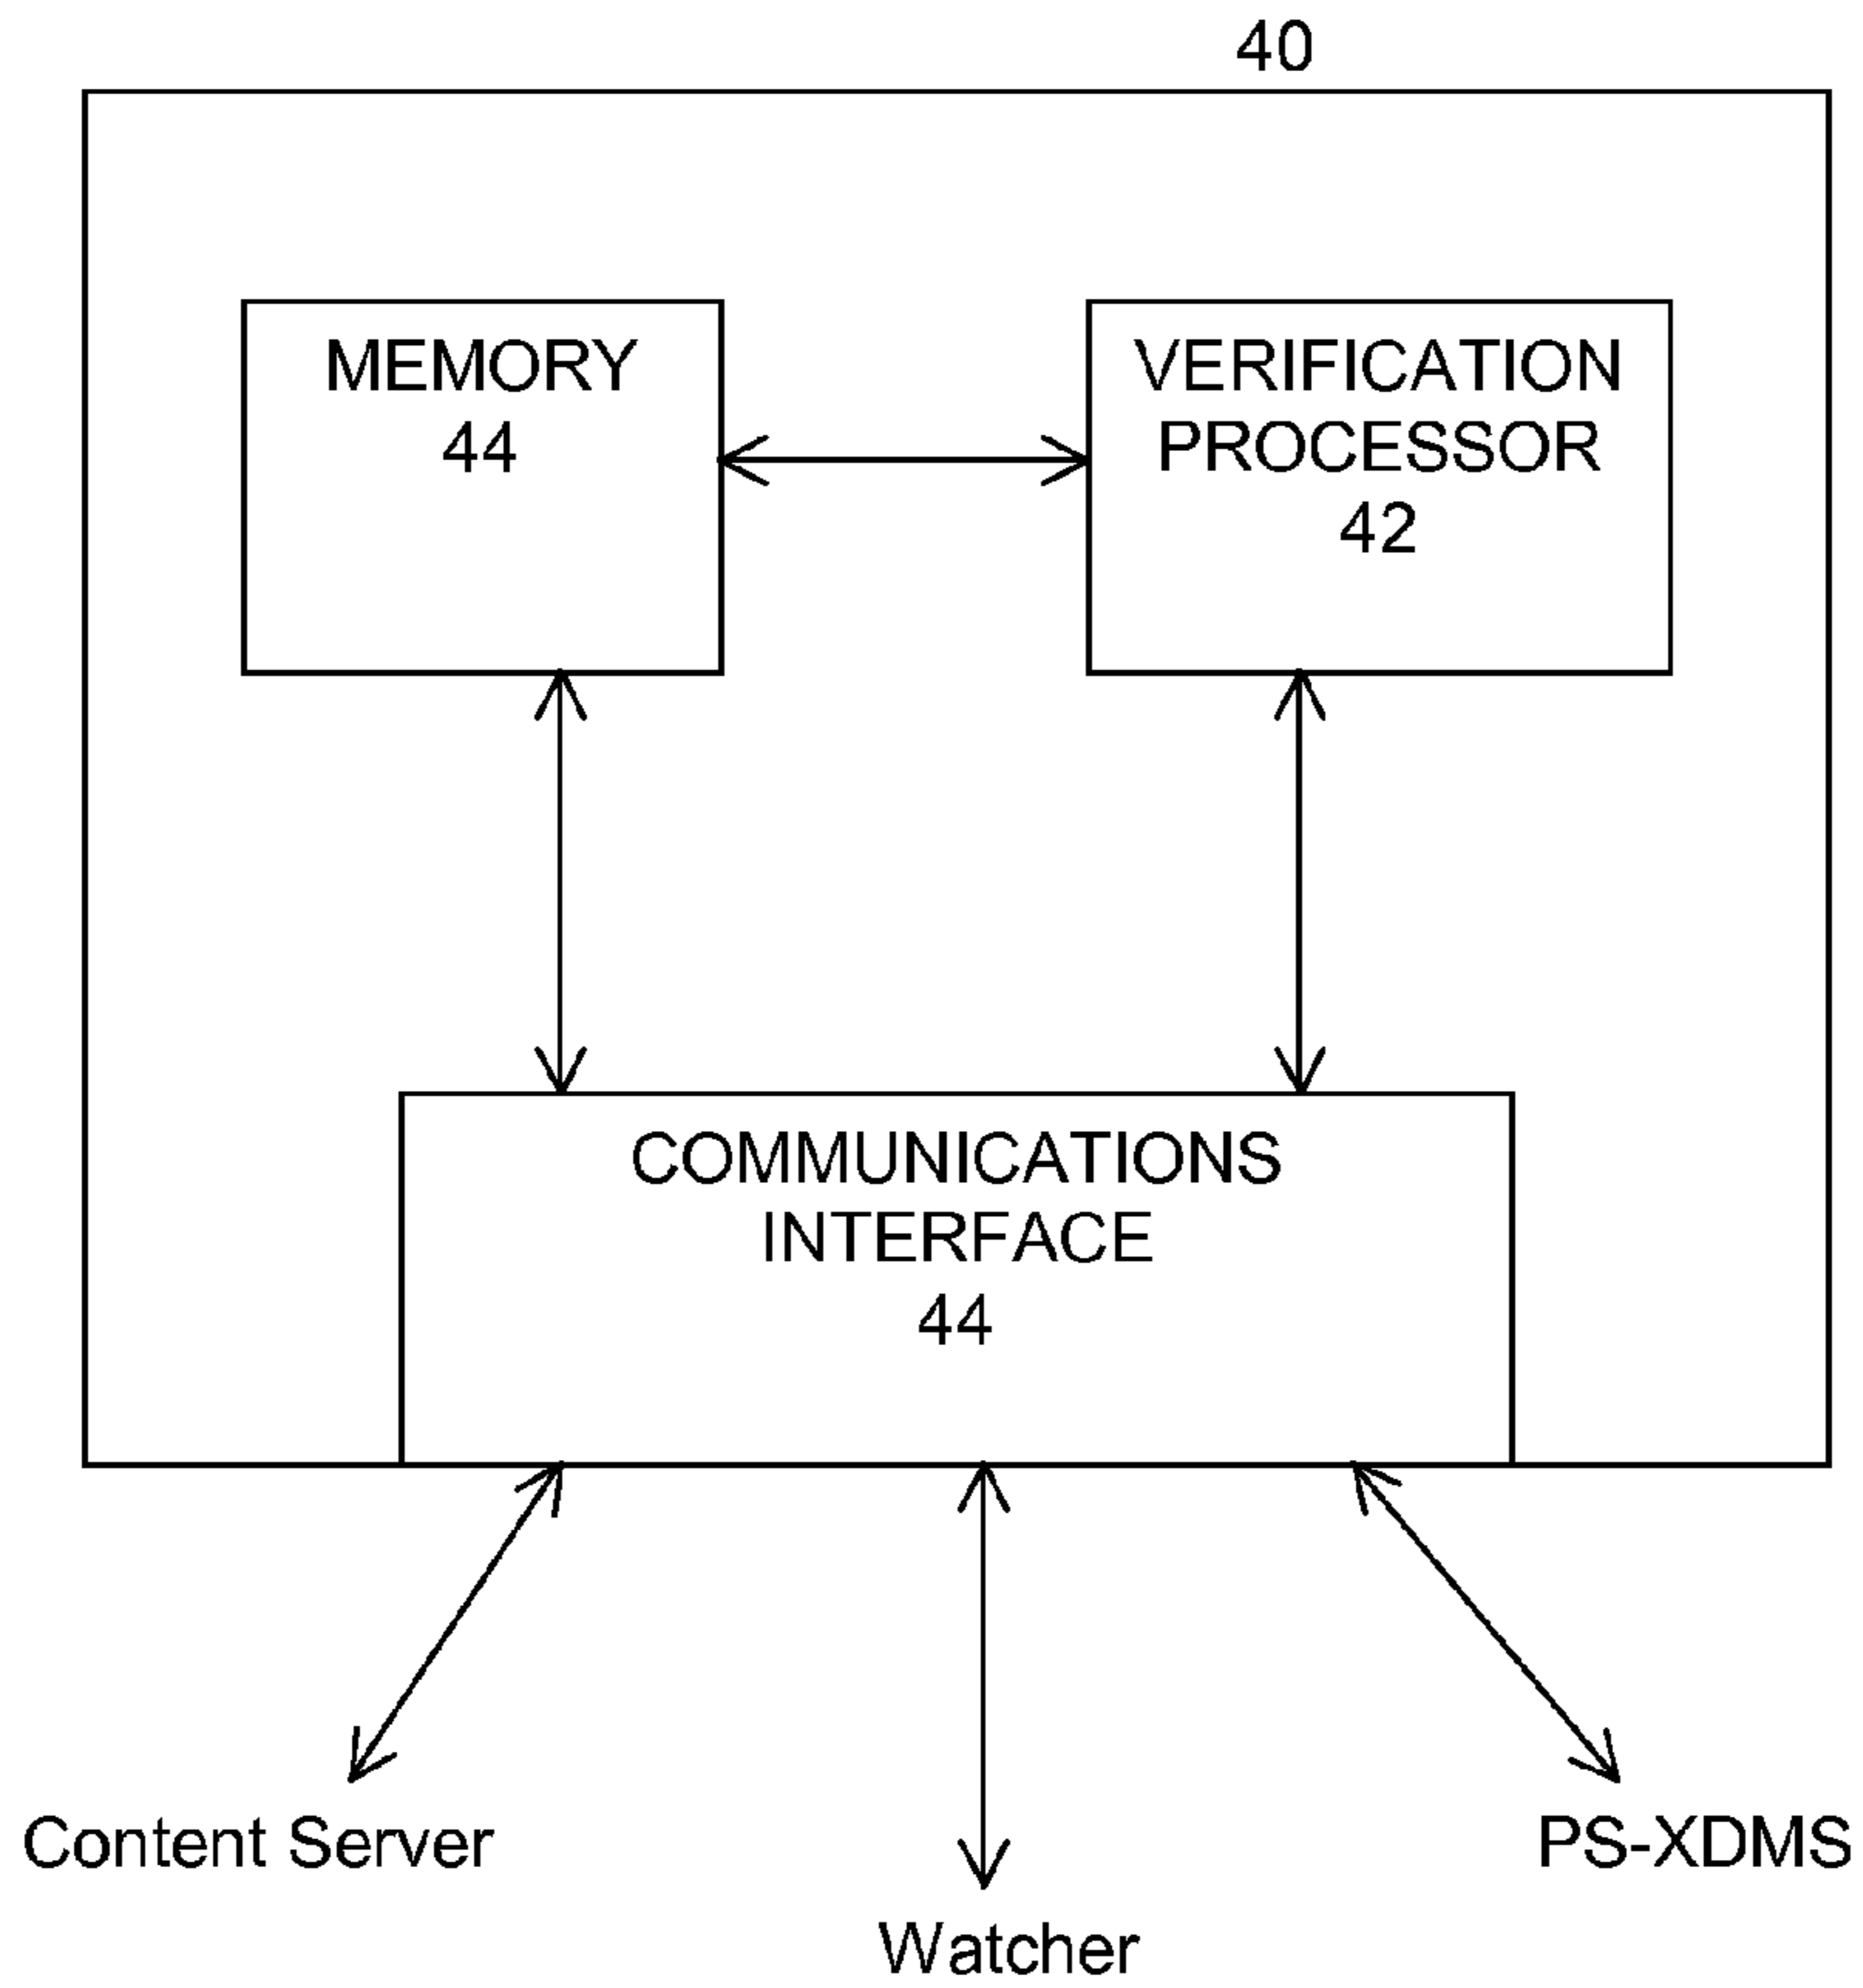 40
MEMORY
44
VERIFICATION
PROCESSOR
42
COMMUNICATIONS
INTERFACE
44
Content Server
PS-XDMS
Watcher